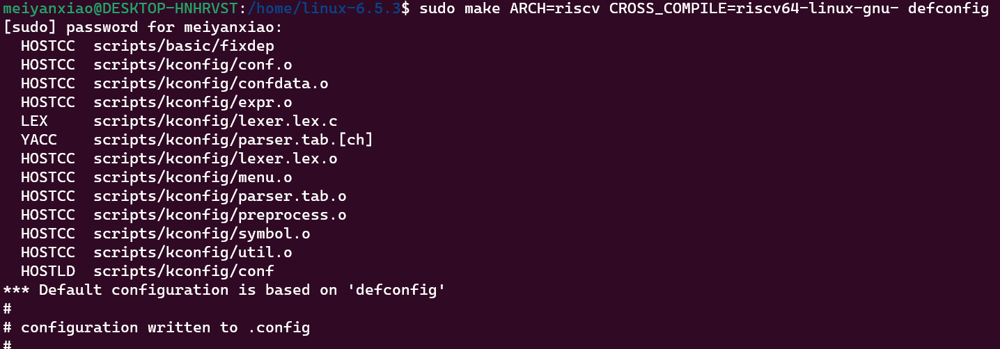 meiyanxiao@DESKTOP-HNHRVST:/home/linux-6.5.3$ sudo make ARCH=riscv CROSS_COMPILE=riscv64-linux-gnu- defconfig
[sudo] password for meiyanxiao:
  HOSTCC  scripts/basic/fixdep
  HOSTCC  scripts/kconfig/conf.o
  HOSTCC  scripts/kconfig/confdata.o
  HOSTCC  scripts/kconfig/expr.o
  LEX     scripts/kconfig/lexer.lex.c
  YACC    scripts/kconfig/parser.tab.[ch]
  HOSTCC  scripts/kconfig/lexer.lex.o
  HOSTCC  scripts/kconfig/menu.o
  HOSTCC  scripts/kconfig/parser.tab.o
  HOSTCC  scripts/kconfig/preprocess.o
  HOSTCC  scripts/kconfig/symbol.o
  HOSTCC  scripts/kconfig/util.o
  HOSTLD  scripts/kconfig/conf
*** Default configuration is based on 'defconfig'
#
# configuration written to .config
#